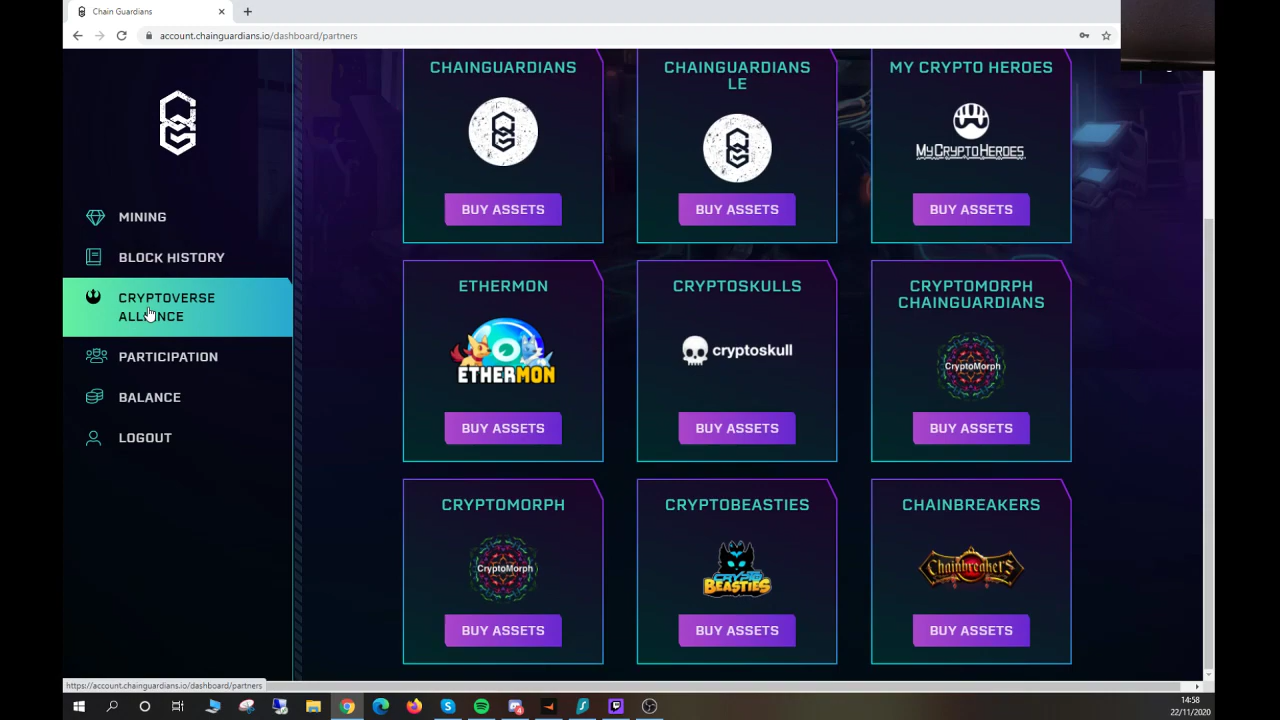 Chain Guardians
account.chainguardians.io/dashboard/partners
MINING
BLOCK HISTORY
CRYPTOVERSE
ALLIANCE
PARTICIPATION
BALANCE
LOGOUT
CHAINGUARDIANS
BUY ASSETS
CHAINGUARDIANS
LE
BUY ASSETS
MY CRYPTO HEROES
MYCRYPTOHEROES
BUY ASSETS
ETHERMON
ETHERMON
BUY ASSETS
CRYPTOSKULLS
cryptoskull
BUY ASSETS
CRYPTOMORPH
CHAINGUARDIANS
CryptoMorph
BUY ASSETS
CRYPTOMORPH
CryptoMorph
BUY ASSETS
CRYPTOBEASTIES
CRYPTO
BEASTIES
BUY ASSETS
CHAINBREAKERS
Chainbreakers
BUY ASSETS
https://account.chainguardians.io/dashboard/partners
14:58
22/11/2020